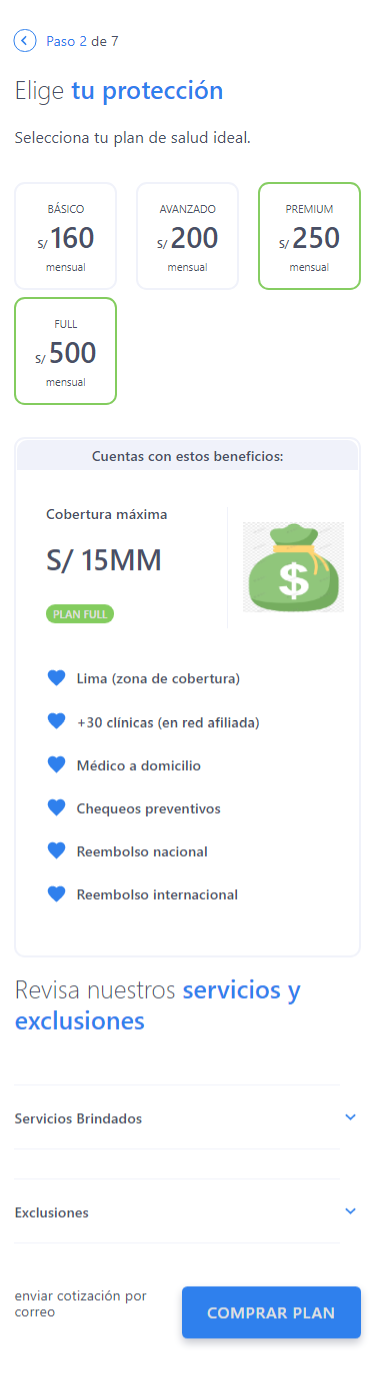 Paso 2 de 7
Elige tu protección
Selecciona tu plan de salud ideal.
BÁSICO
S/ 160
mensual
AVANZADO
S/ 200
mensual
PREMIUM
S/ 250
mensual
FULL
S/ 500
mensual
Cuentas con estos beneficios:
Cobertura máxima
S/ 15MM
PLAN FULL
$
Lima (zona de cobertura)
+30 clínicas (en red afiliada)
Médico a domicilio
Chequeos preventivos
Reembolso nacional
Reembolso internacional
Revisa nuestros servicios y
exclusiones
Servicios Brindados
Exclusiones
enviar cotización por
correo
COMPRAR PLAN